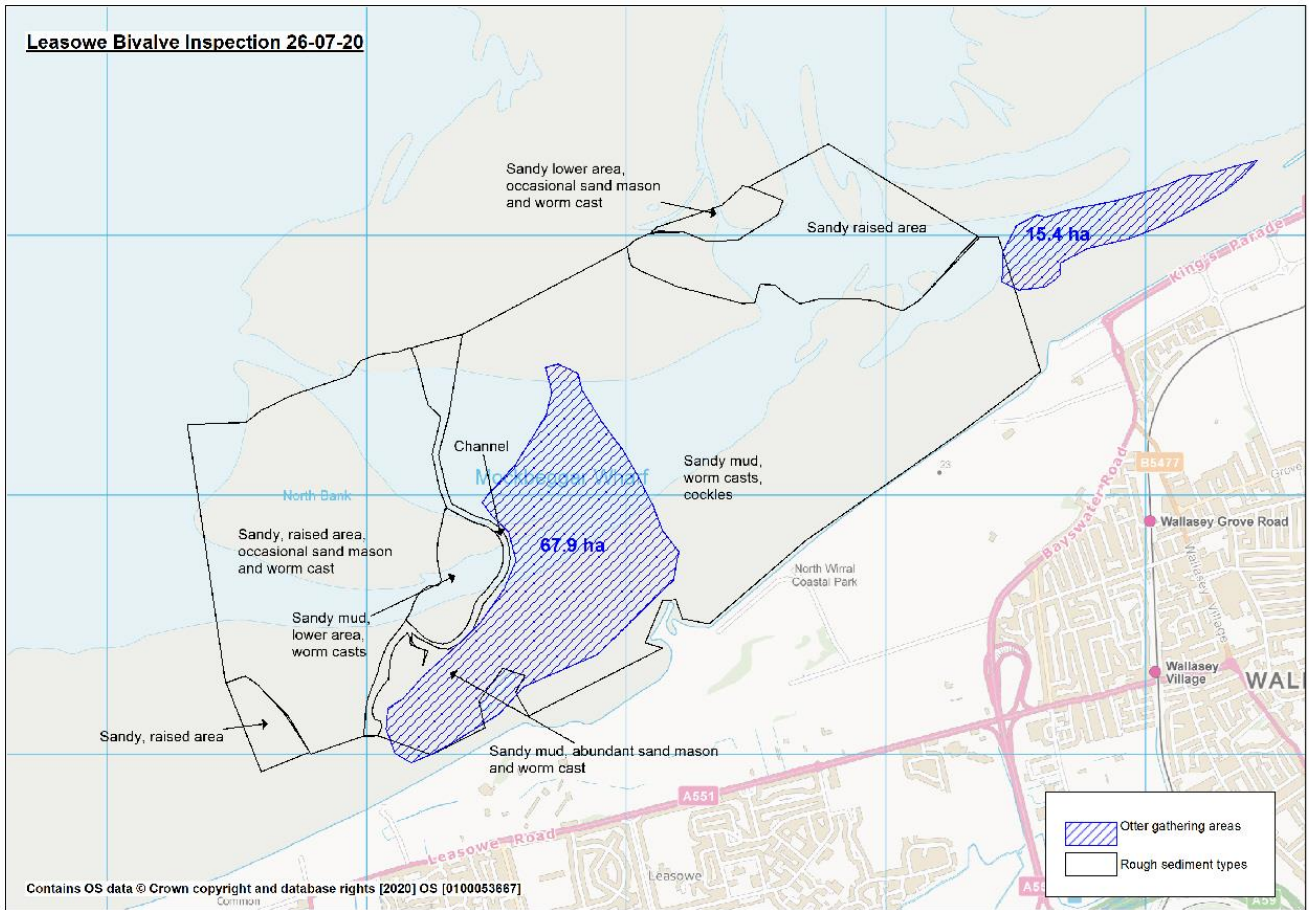 Leasowe Bivalve Inspection 26-07-20
Sandy lower area,
occasional sand mason
and worm cast
Sandy raised area
15.4 ha
King's Parade
Channel
Mockbeggar Wharf
Sandy mud,
worm casts,
cockles
23
B5477
Grove
North Bank
Wallasey Grove Road
Sandy, raised area,
occasional sand mason
and worm cast
67.9 ha
Bayswater Road
Wallasey Village
North Wirral
Coastal Park
Sandy mud,
lower area,
worm casts
Wallasey
Village
WAL
Sandy, raised area
Sandy mud, abundant sand mason
and worm cast
A551
Leasowe Road
Otter gathering areas
Rough sediment types
Leasowe
Contains OS data © Crown copyright and database rights [2020] OS [0100053667]
Common
A59